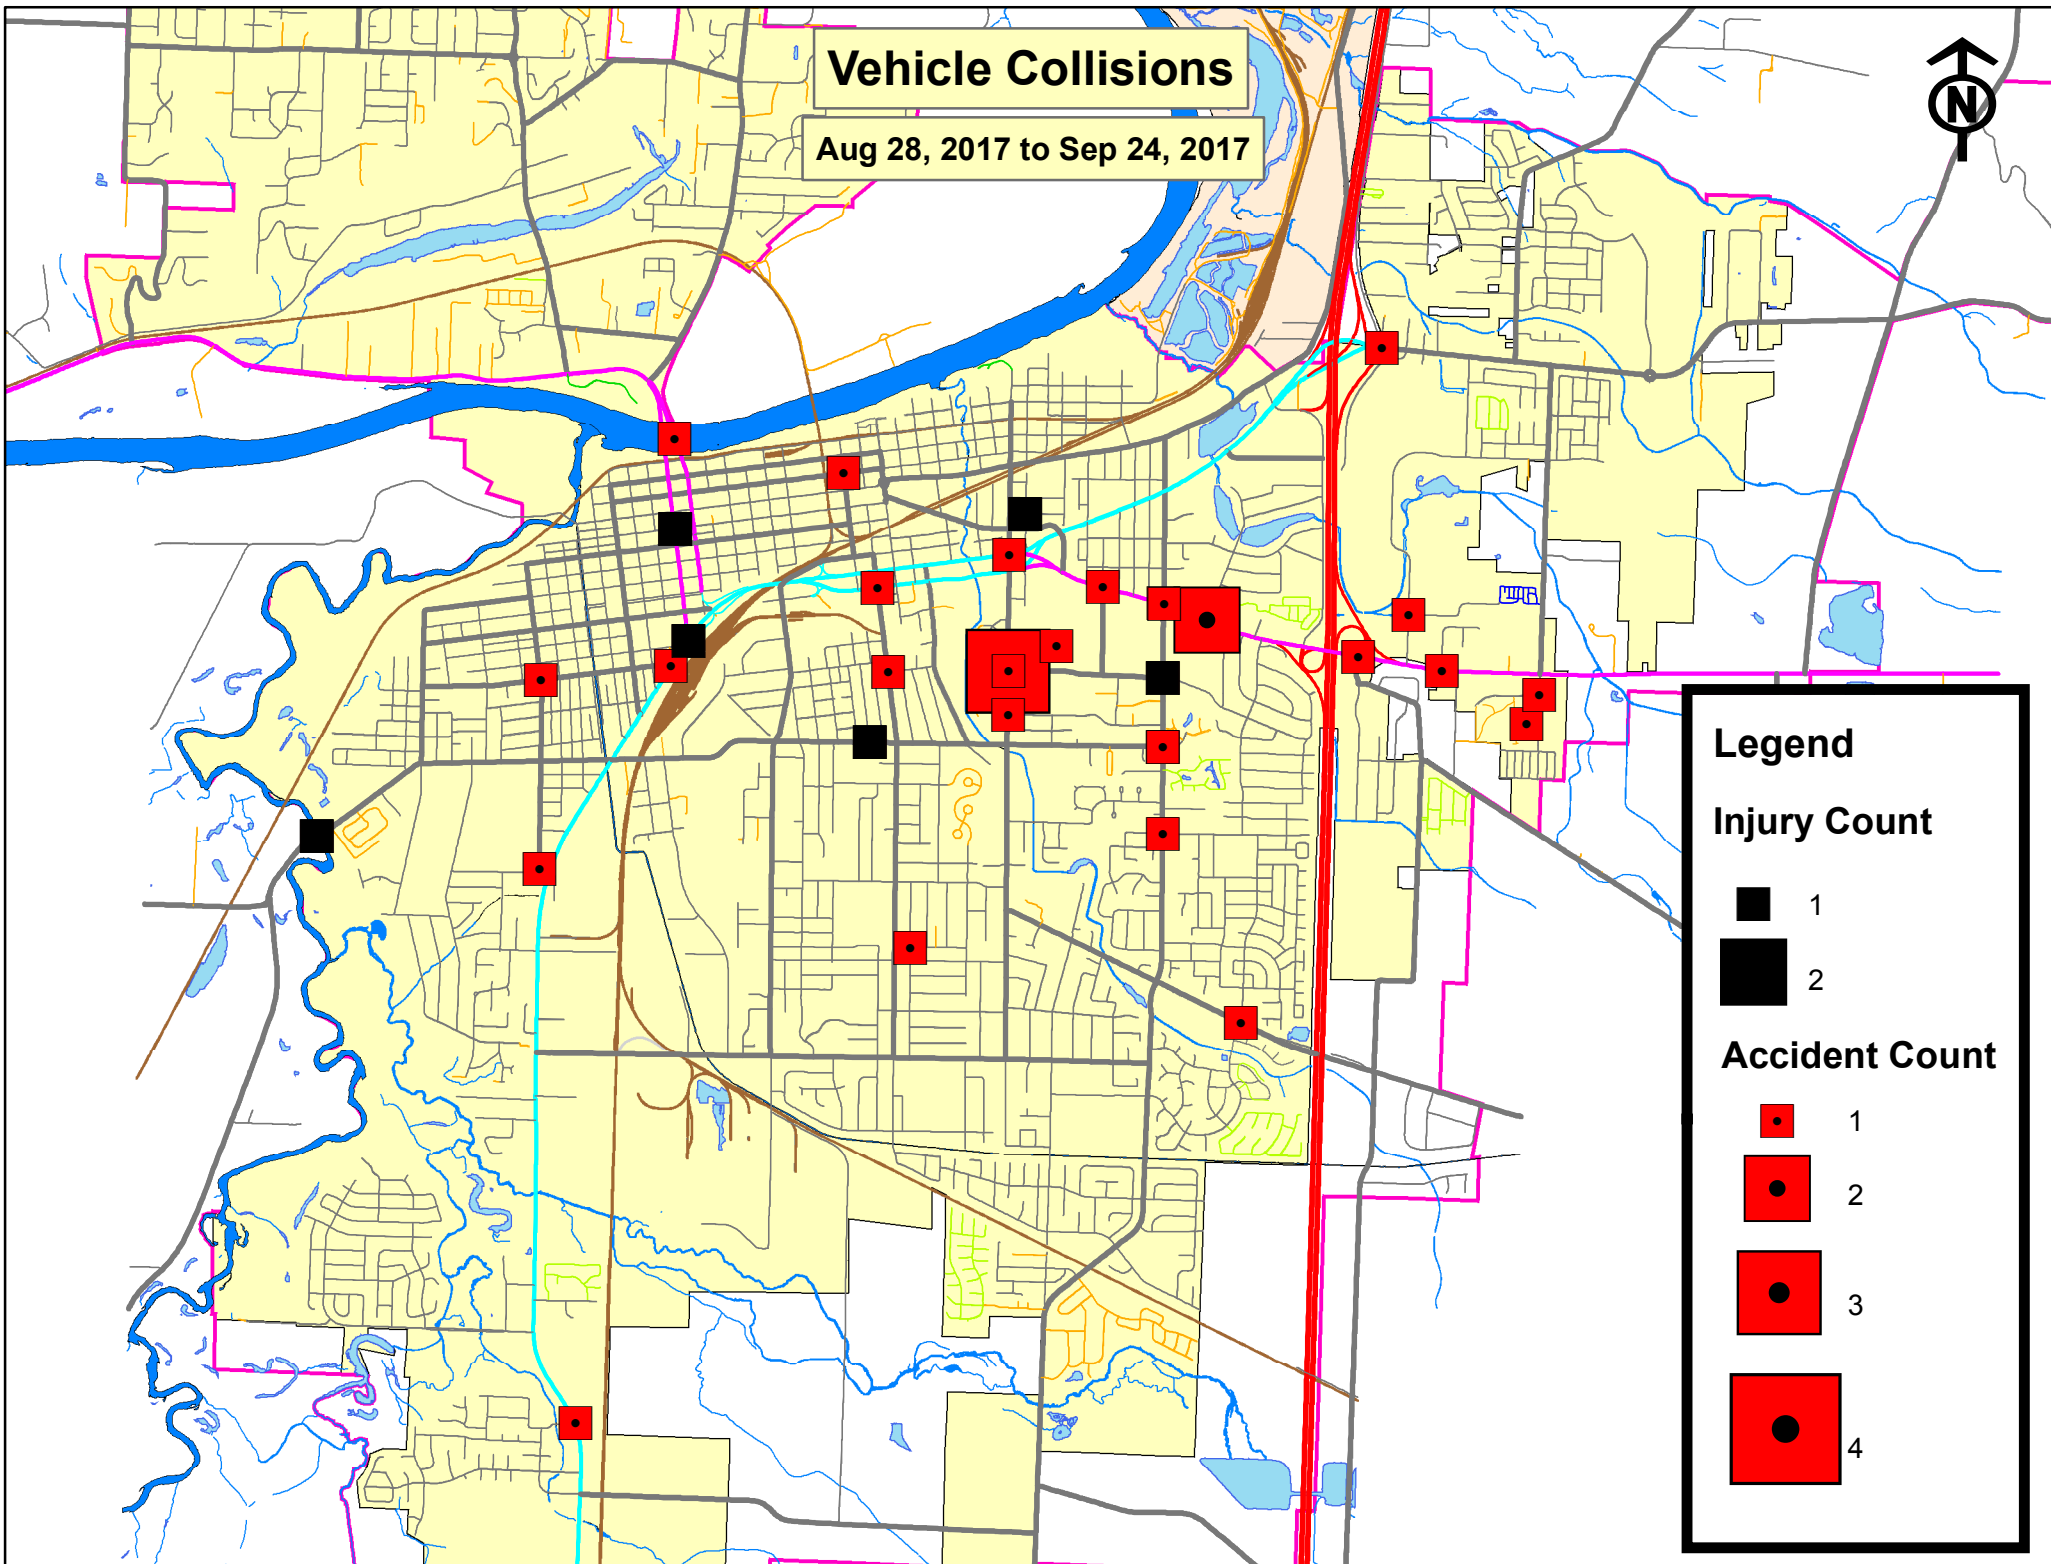 Vehicle Collisions
Aug 28, 2017 to Sep 24, 2017
N
Legend
Injury Count
1
2
Accident Count
1
2
3
4